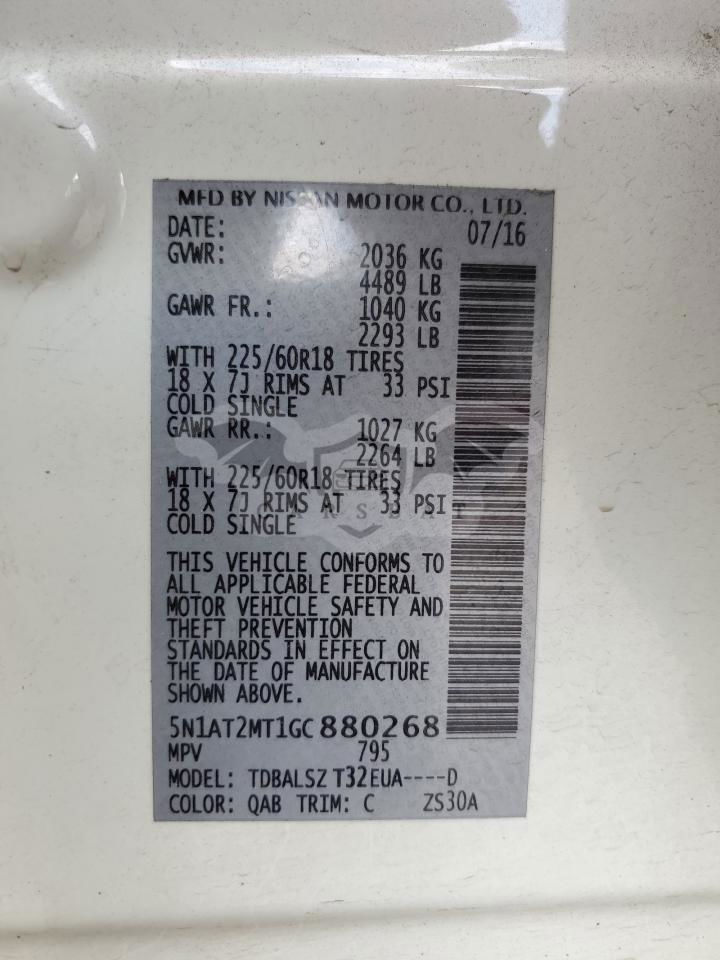 MFD BY NISSAN MOTOR CO., LTD.
DATE: 07/16
GVWR: 2036 KG
4489 LB
GAWR FR.: 1040 KG
2293 LB
WITH 225/60R18 TIRES
18 X 7J RIMS AT 33 PSI
COLD SINGLE
GAWR RR.: 1027 KG
2264 LB
WITH 225/60R18 TIRES
18 X 7J RIMS AT 33 PSI
COLD SINGLE
CARSBAT
THIS VEHICLE CONFORMS TO
ALL APPLICABLE FEDERAL
MOTOR VEHICLE SAFETY AND
THEFT PREVENTION
STANDARDS IN EFFECT ON
THE DATE OF MANUFACTURE
SHOWN ABOVE.
5N1AT2MT1GC880268
MPV 795
MODEL: TDBALSZ T32EUA----D
COLOR: QAB TRIM: C ZS30A